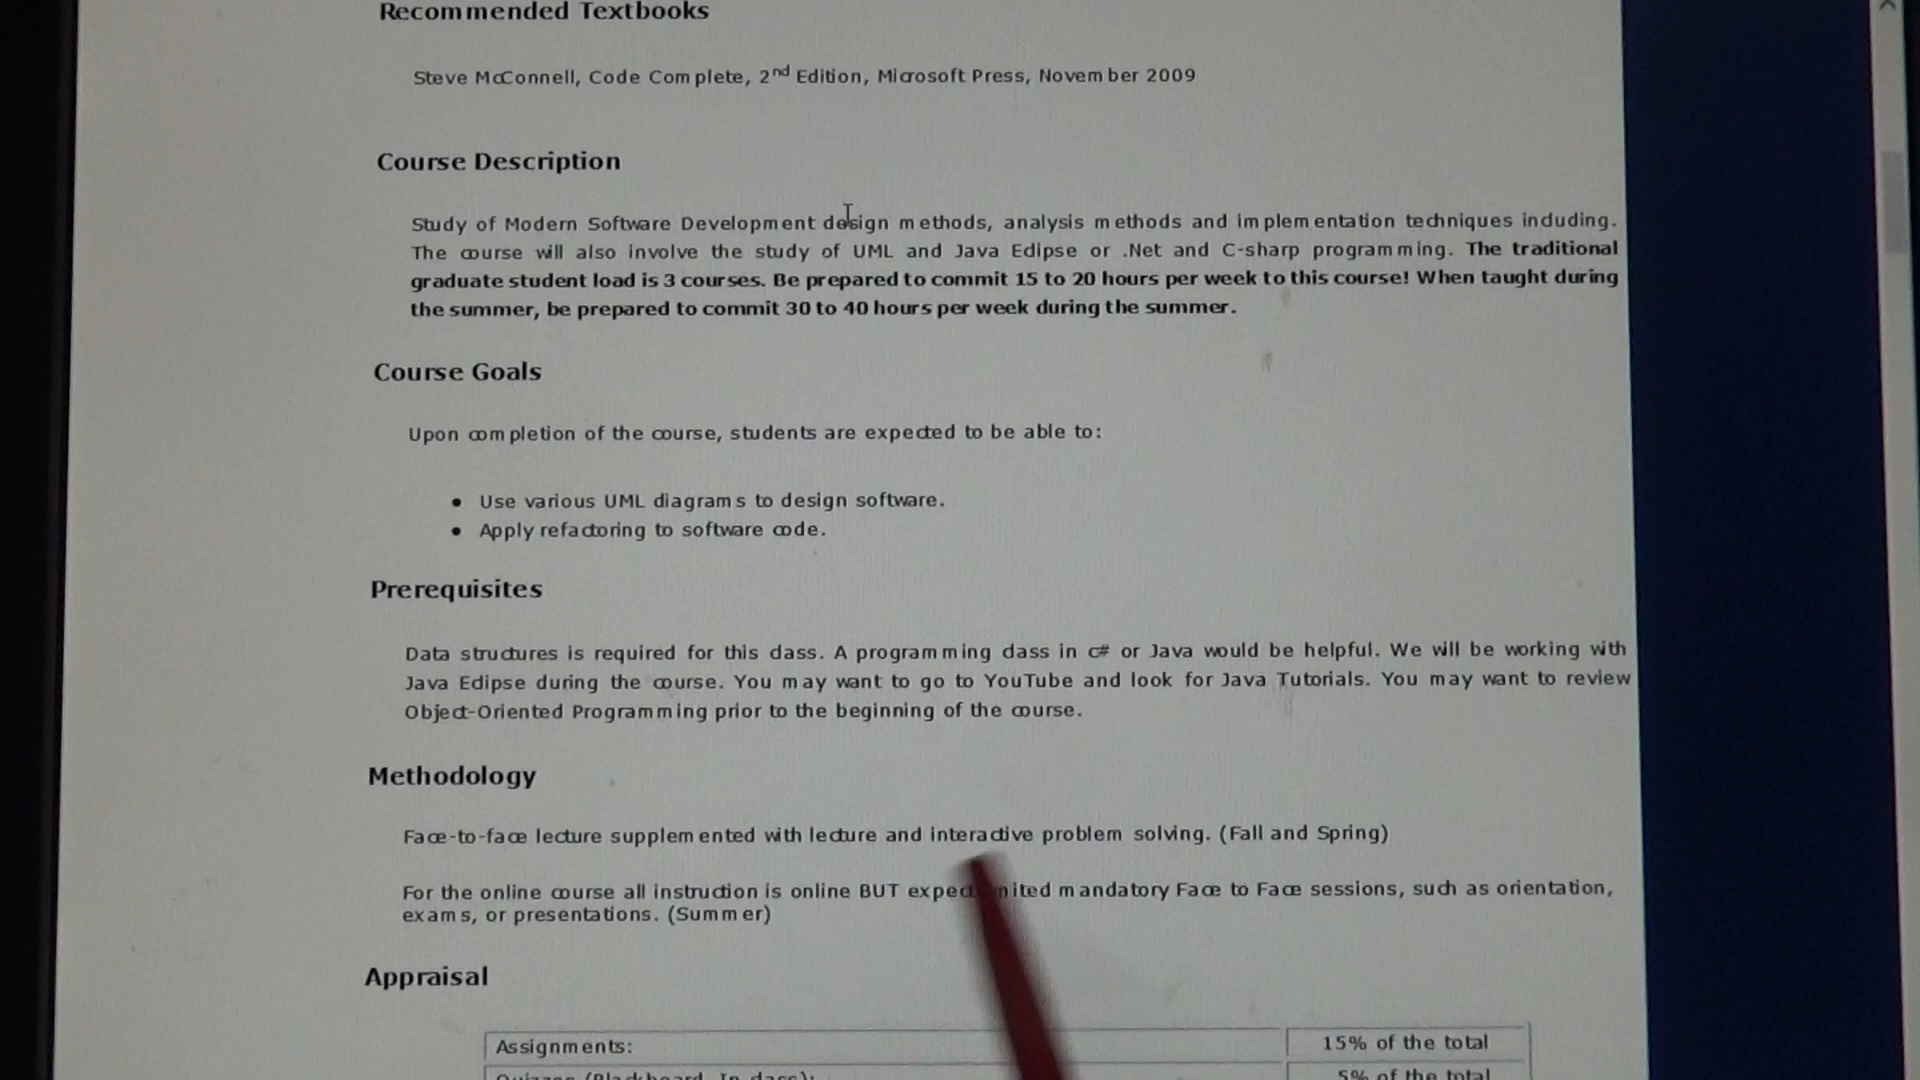 Recommended Textbooks
Steve McConnell, Code Complete, 2nd Edition, Microsoft Press, November 2009
Course Description
Study of Modern Software Development design methods, analysis methods and implementation techniques including.
The course will also involve the study of UML and Java Eclipse or .Net and C-sharp programming. The traditional
graduate student load is 3 courses. Be prepared to commit 15 to 20 hours per week to this course! When taught during
the summer, be prepared to commit 30 to 40 hours per week during the summer.
Course Goals
Upon completion of the course, students are expected to be able to:
• Use various UML diagrams to design software.
• Apply refactoring to software code.
Prerequisites
Data structures is required for this class. A programming class in c# or Java would be helpful. We will be working with
Java Eclipse during the course. You may want to go to YouTube and look for Java Tutorials. You may want to review
Object-Oriented Programming prior to the beginning of the course.
Methodology
Face-to-face lecture supplemented with lecture and interactive problem solving. (Fall and Spring)
For the online course all instruction is online BUT expect limited mandatory Face to Face sessions, such as orientation,
exams, or presentations. (Summer)
Appraisal
Assignments: 15% of the total
Quizzes (Blackboard, In class): 5% of the total